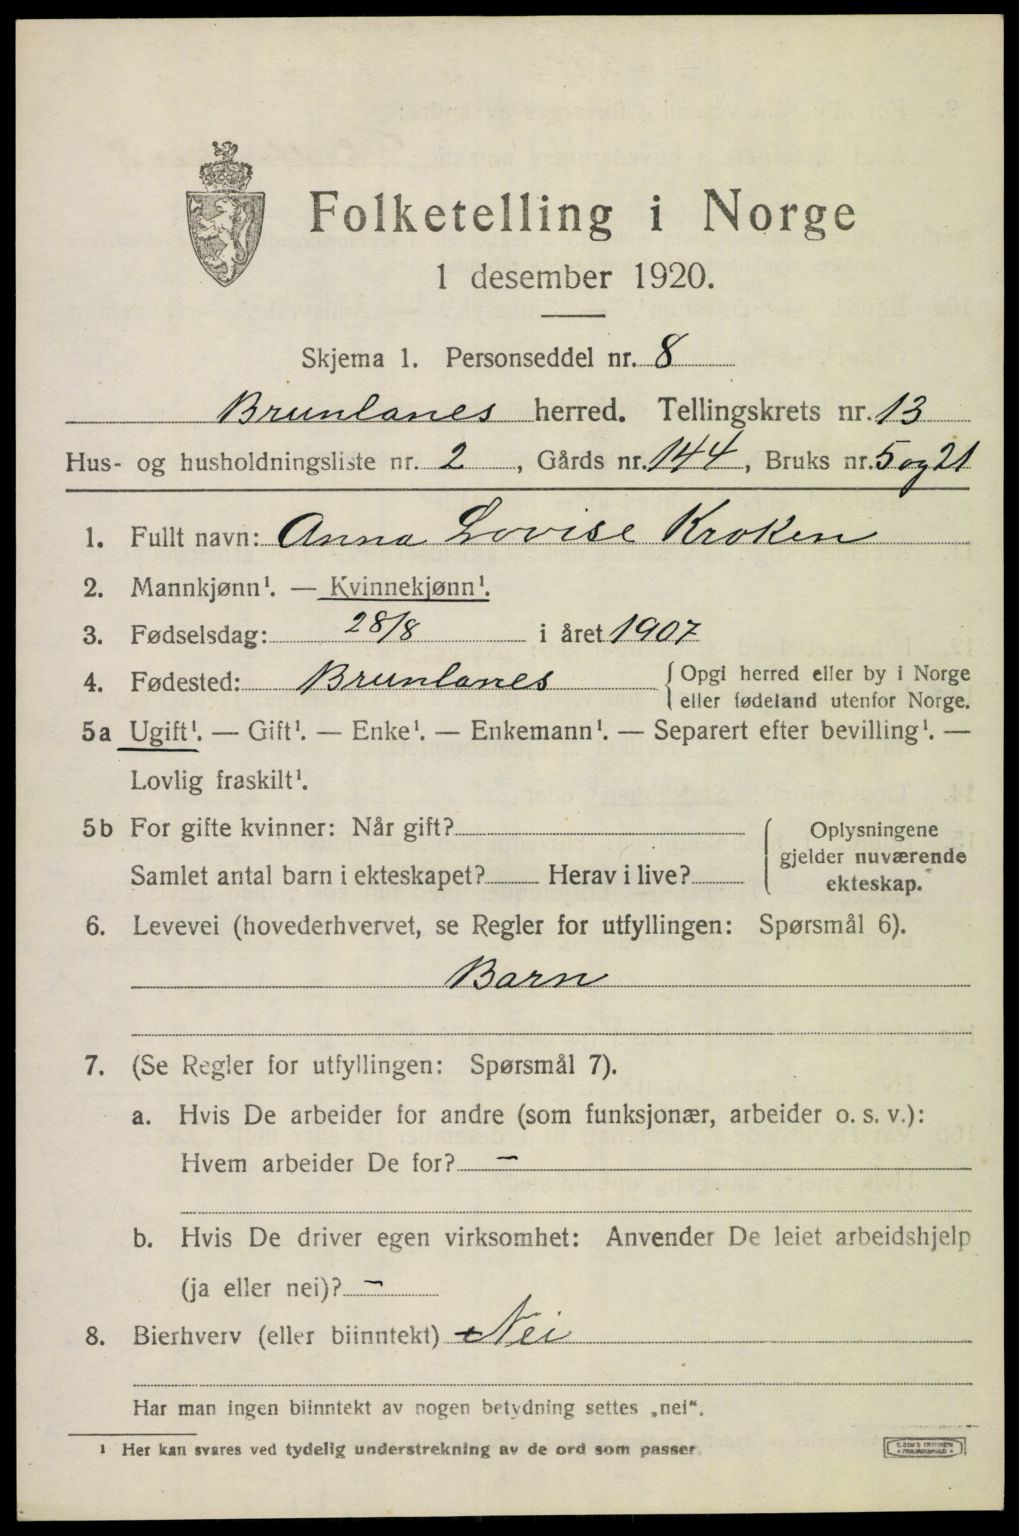 Folketelling i Norge
1 desember 1920.
Skjema 1. Personseddel nr. 8
Brunlanes herred. Tellingskrets nr. 13
Hus- og husholdningsliste nr. 2, Gårds nr. 144, Bruks nr. 5 og 21
1. Fullt navn: Anna Lovise Kroken
2. Mannkjønn¹. — Kvinnekjønn¹.
3. Fødselsdag: 28/8 i året 1907
4. Fødested: Brunlanes { Opgi herred eller by i Norge
eller fødeland utenfor Norge.
5a Ugift¹. — Gift¹. — Enke¹. — Enkemann¹. — Separert efter bevilling¹. —
Lovlig fraskilt¹.
5b For gifte kvinner: Når gift?
Samlet antal barn i ekteskapet? Herav i live?
{ Oplysningene
gjelder nuværende
ekteskap.
6. Levevei (hovederhvervet, se Regler for utfyllingen: Spørsmål 6).
Barn
7. (Se Regler for utfyllingen: Spørsmål 7).
a. Hvis De arbeider for andre (som funksjonær, arbeider o. s. v.):
Hvem arbeider De for? —
b. Hvis De driver egen virksomhet: Anvender De leiet arbeidshjelp
(ja eller nei)? —
8. Bierhverv (eller biinntekt) Nei
Har man ingen biinntekt av nogen betydning settes „nei“.
¹ Her kan svares ved tydelig understrekning av de ord som passer.